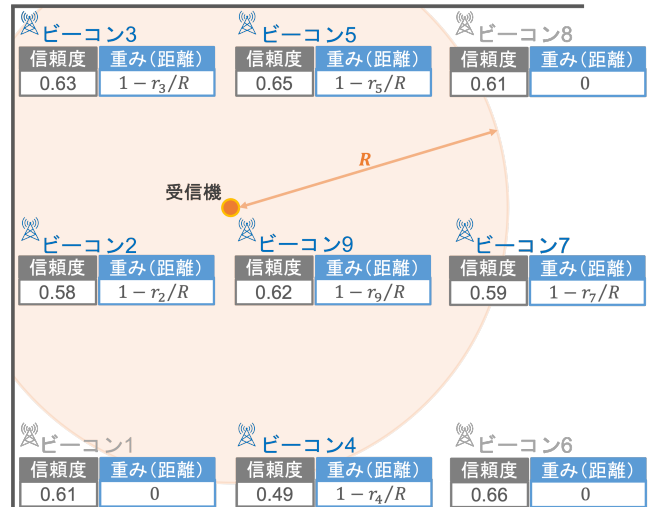 ビーコン3 ビーコン5 ビーコン8
信頼度 重み(距離) 信頼度 重み(距離) 信頼度 重み(距離)
0.63 1 − r₃/R 0.65 1 − r₅/R 0.61 0
R
受信機
ビーコン2 ビーコン9 ビーコン7
信頼度 重み(距離) 信頼度 重み(距離) 信頼度 重み(距離)
0.58 1 − r₂/R 0.62 1 − r₉/R 0.59 1 − r₇/R
ビーコン1 ビーコン4 ビーコン6
信頼度 重み(距離) 信頼度 重み(距離) 信頼度 重み(距離)
0.61 0 0.49 1 − r₄/R 0.66 0